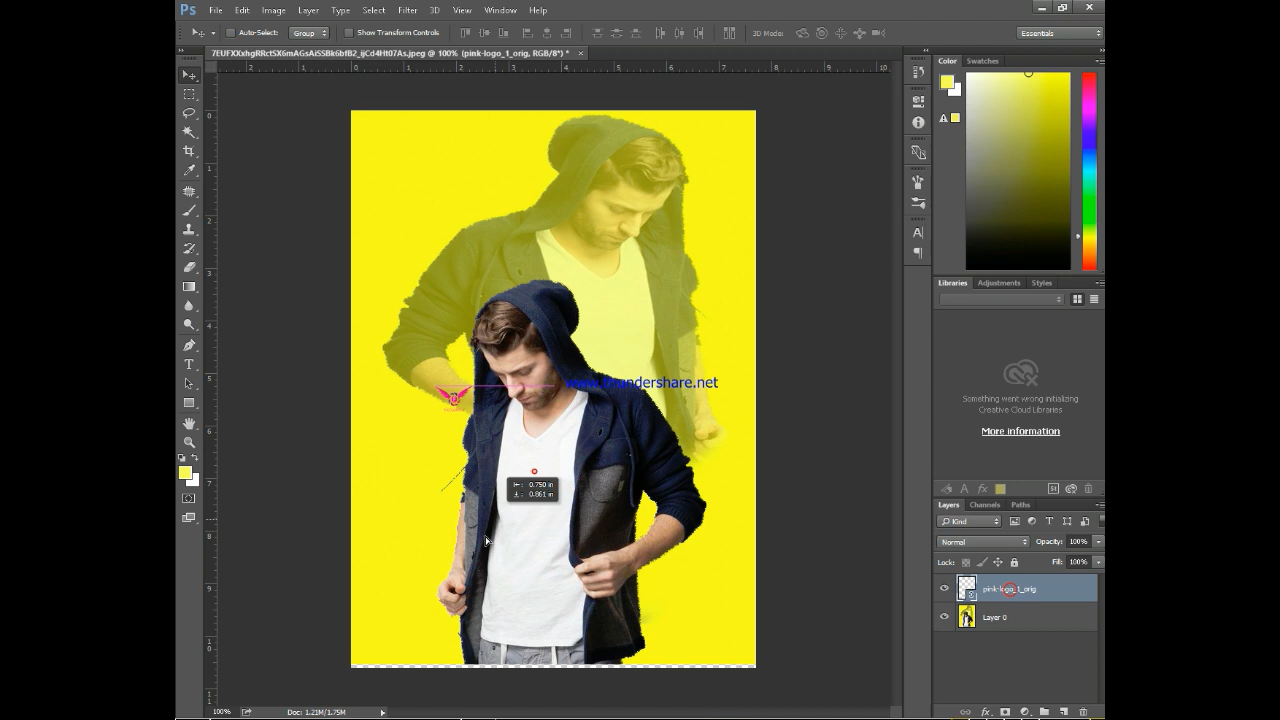 Ps File Edit Image Layer Type Select Filter 3D View Window Help
Auto-Select: Group Show Transform Controls 3D Mode: Essentials
@ 100% (pink-logo_1_orig, RGB/8*) *
Color Swatches
Libraries Adjustments Styles
www.thundershare.net
Something went wrong initializing
Creative Cloud Libraries
More information
0.750 in
0.861 in
Layers Channels Paths
Kind
Normal Opacity: 100%
Lock: Fill: 100%
pink-logo_1_orig
Layer 0
100% Doc: 1.21M/1.75M